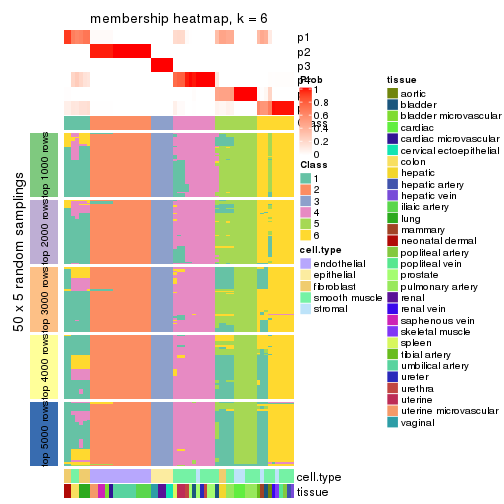 membership heatmap, k = 6
p1
p2
p3
Prob
1
0.8
0.6
0.4
0.2
0
Class
1
2
3
4
5
6
cell.type
endothelial
epithelial
fibroblast
smooth muscle
stromal
tissue
aortic
bladder
bladder microvascular
cardiac
cardiac microvascular
cervical ectoepithelial
colon
hepatic
hepatic artery
hepatic vein
iliaic artery
lung
mammary
neonatal dermal
popliteal artery
popliteal vein
prostate
pulmonary artery
renal
renal vein
saphenous vein
skeletal muscle
spleen
tibial artery
umbilical artery
ureter
urethra
uterine
uterine microvascular
vaginal
50 x 5 random samplings
top 1000 rows
top 2000 rows
top 3000 rows
top 4000 rows
top 5000 rows
cell.type
tissue